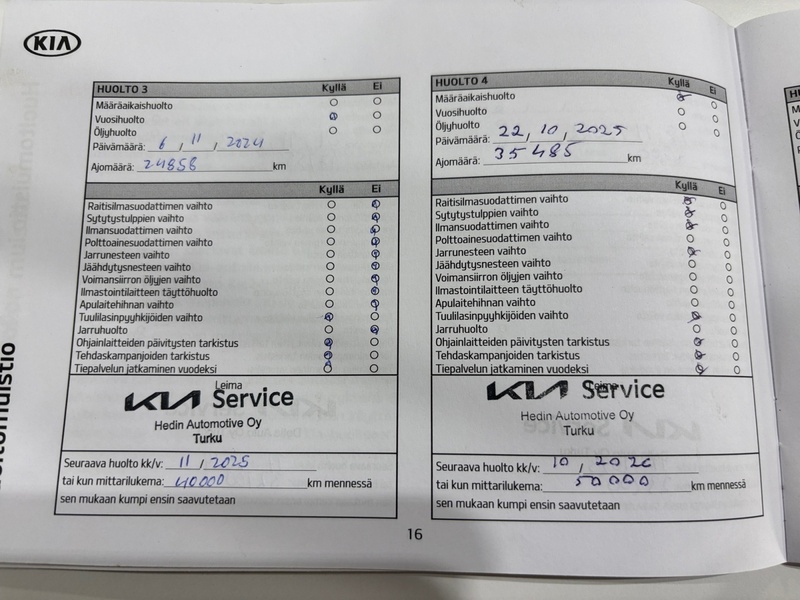 KIA
HUOLTO 3 Kyllä Ei
Määräaikaishuolto
Vuosihuolto
Öljyhuolto
Päivämäärä: 6, 11, 2024
Ajomäärä: 24858 km
Kyllä Ei
Raitisilmasuodattimen vaihto
Sytytystulppien vaihto
Ilmansuodattimen vaihto
Polttoainesuodattimen vaihto
Jarrunesteen vaihto
Jäähdytysnesteen vaihto
Voimansiirron öljyjen vaihto
Ilmastointilaitteen täyttöhuolto
Apulaitehihnan vaihto
Tuulilasinpyyhkijöiden vaihto
Jarruhuolto
Ohjainlaitteiden päivitysten tarkistus
Tehdaskampanjoiden tarkistus
Tiepalvelun jatkaminen vuodeksi
Leima
KIA Service
Hedin Automotive Oy
Turku
Seuraava huolto kk/v: 11, 2025
tai kun mittarilukema: 40000 km mennessä
sen mukaan kumpi ensin saavutetaan
HUOLTO 4 Kyllä Ei
Määräaikaishuolto
Vuosihuolto
Öljyhuolto
Päivämäärä: 22, 10, 2025
Ajomäärä: 35485 km
Kyllä Ei
Raitisilmasuodattimen vaihto
Sytytystulppien vaihto
Ilmansuodattimen vaihto
Polttoainesuodattimen vaihto
Jarrunesteen vaihto
Jäähdytysnesteen vaihto
Voimansiirron öljyjen vaihto
Ilmastointilaitteen täyttöhuolto
Apulaitehihnan vaihto
Tuulilasinpyyhkijöiden vaihto
Jarruhuolto
Ohjainlaitteiden päivitysten tarkistus
Tehdaskampanjoiden tarkistus
Tiepalvelun jatkaminen vuodeksi
Leima
KIA Service
Hedin Automotive Oy
Turku
Seuraava huolto kk/v: 10, 2026
tai kun mittarilukema: 50000 km mennessä
sen mukaan kumpi ensin saavutetaan
16